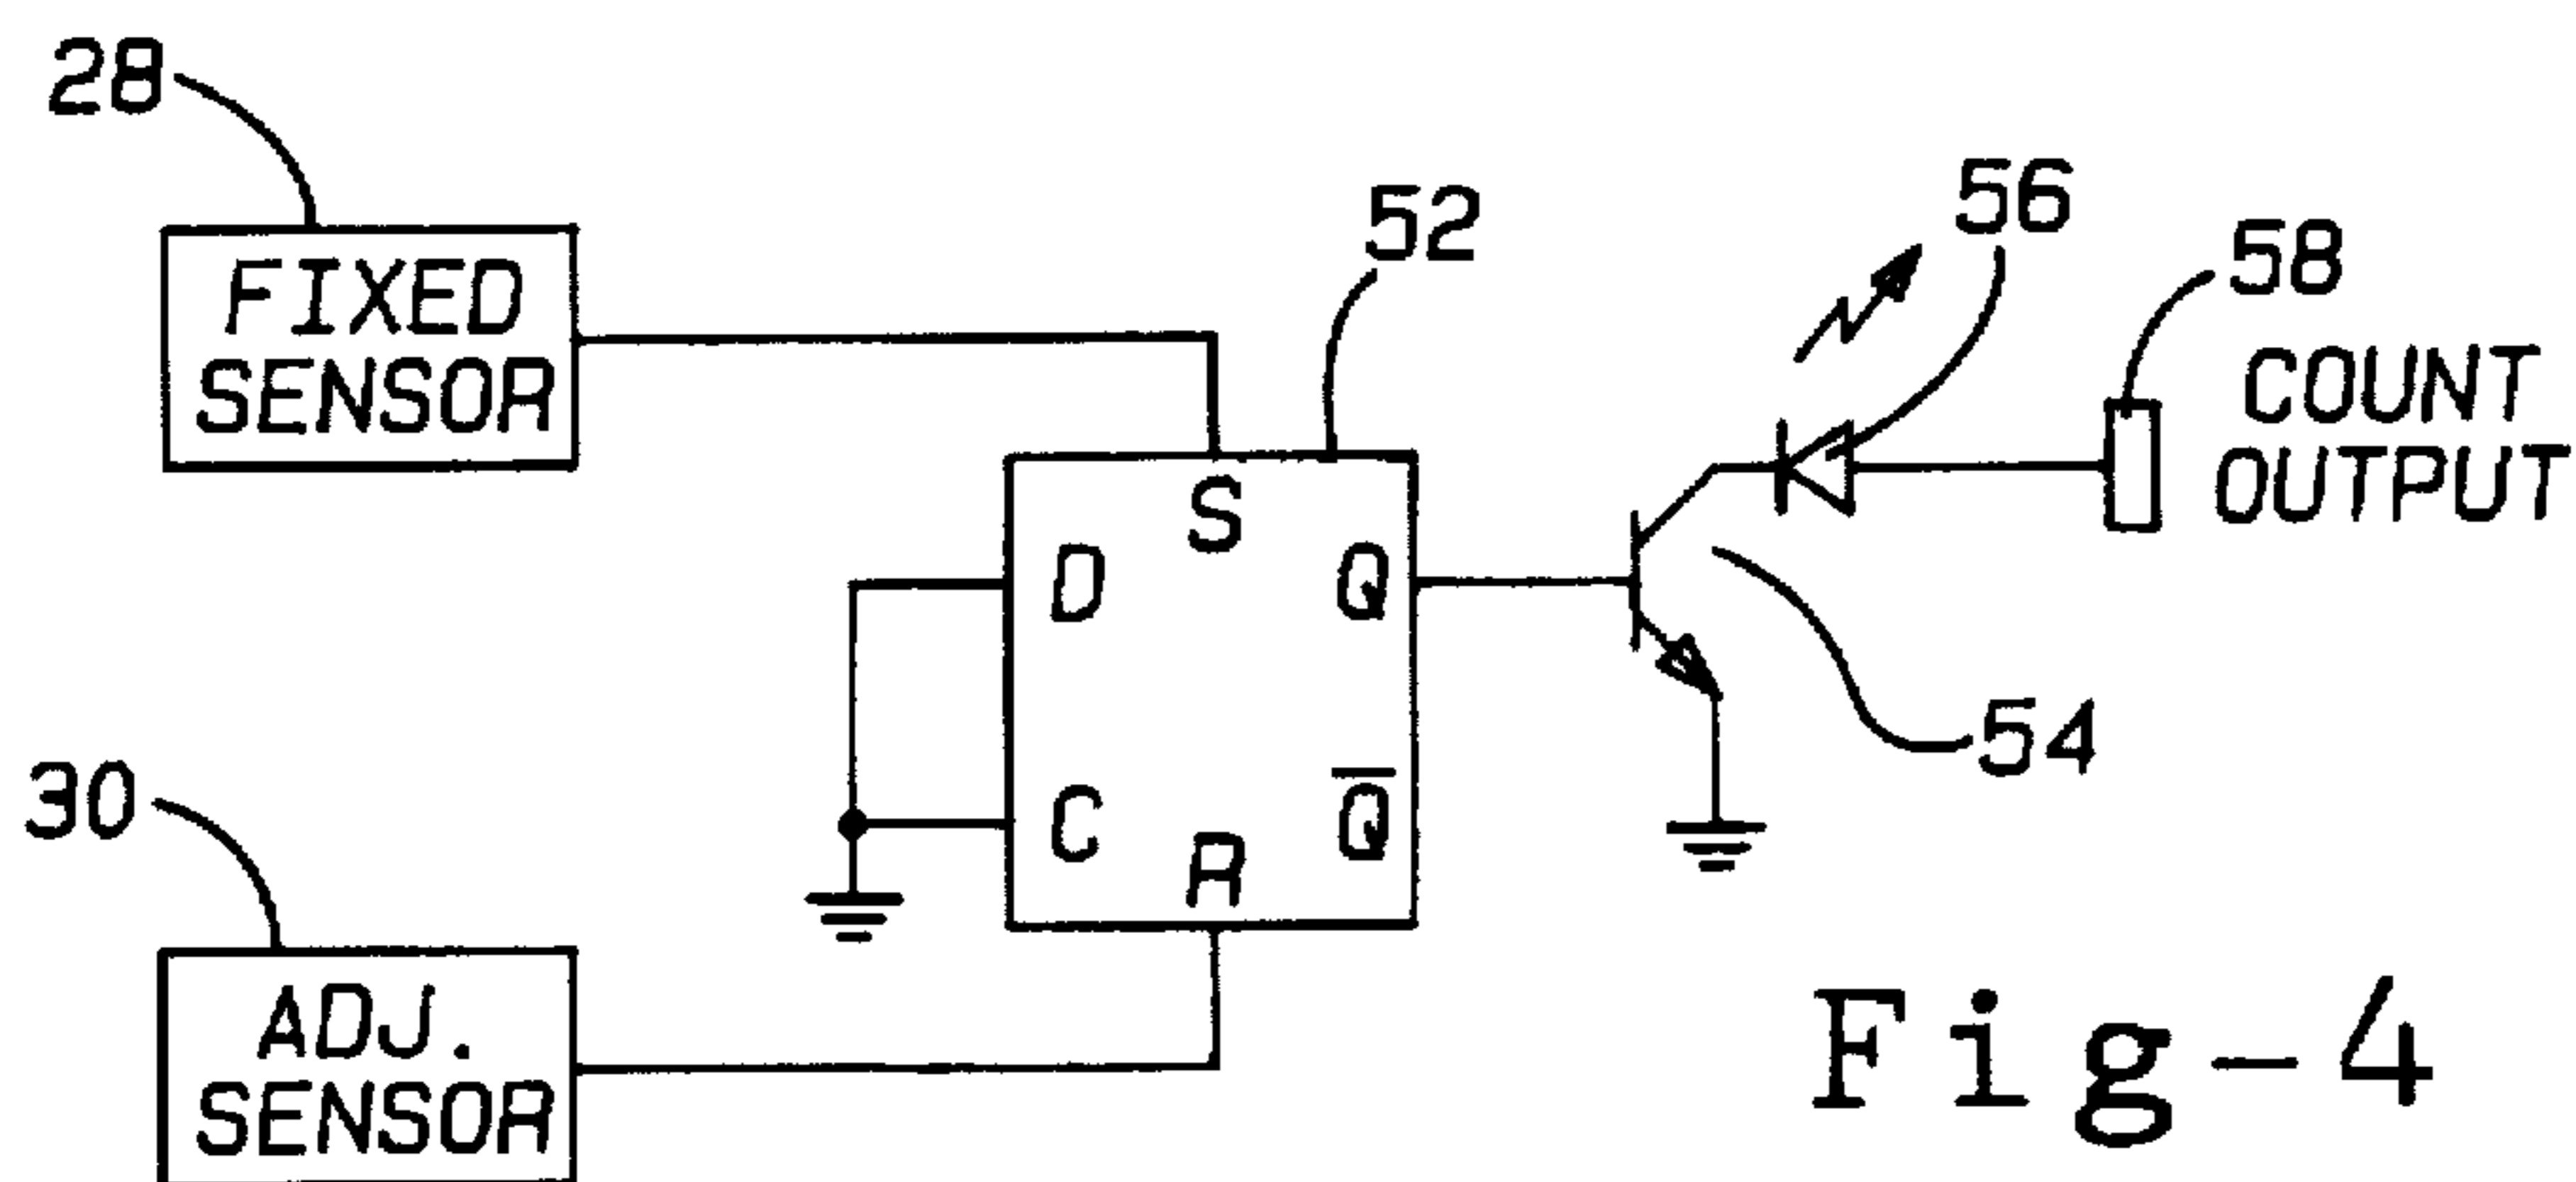 28
FIXED
SENSOR
52
56
58
COUNT
OUTPUT
S
D
Q
C
R
Q̅
54
30
ADJ.
SENSOR
Fig-4